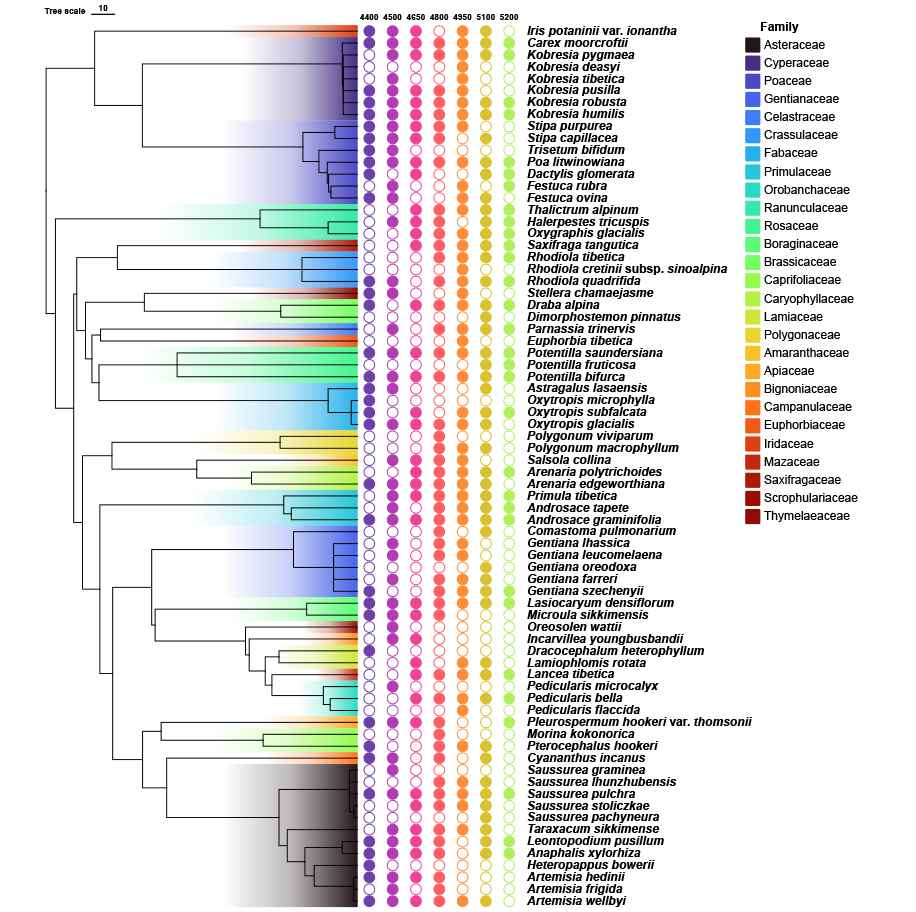 Tree scale 10
4400 4500 4650 4800 4950 5100 5200
Iris potaninii var. ionantha
Carex moorcroftii
Kobresia pygmaea
Kobresia deasyi
Kobresia tibetica
Kobresia pusilla
Kobresia robusta
Kobresia humilis
Stipa purpurea
Stipa capillacea
Trisetum bifidum
Poa litwinowiana
Dactylis glomerata
Festuca rubra
Festuca ovina
Thalictrum alpinum
Halerpestes tricuspis
Oxygraphis glacialis
Saxifraga tangutica
Rhodiola tibetica
Rhodiola cretinii subsp. sinoalpina
Rhodiola quadrifida
Stellera chamaejasme
Draba alpina
Dimorphostemon pinnatus
Parnassia trinervis
Euphorbia tibetica
Potentilla saundersiana
Potentilla fruticosa
Potentilla bifurca
Astragalus lasaensis
Oxytropis microphylla
Oxytropis subfalcata
Oxytropis glacialis
Polygonum viviparum
Polygonum macrophyllum
Salsola collina
Arenaria polytrichoides
Arenaria edgeworthiana
Primula tibetica
Androsace tapete
Androsace graminifolia
Comastoma pulmonarium
Gentiana lhassica
Gentiana leucomelaena
Gentiana oreodoxa
Gentiana farreri
Gentiana szechenyii
Lasiocaryum densiflorum
Microula sikkimensis
Oreosolen wattii
Incarvillea youngbusbandii
Dracocephalum heterophyllum
Lamiophlomis rotata
Lancea tibetica
Pedicularis microcalyx
Pedicularis bella
Pedicularis flaccida
Pleurospermum hookeri var. thomsonii
Morina kokonorica
Pterocephalus hookeri
Cyananthus incanus
Saussurea graminea
Saussurea lhunzhubensis
Saussurea pulchra
Saussurea stoliczkae
Saussurea pachyneura
Taraxacum sikkimense
Leontopodium pusillum
Anaphalis xylorhiza
Heteropappus bowerii
Artemisia hedinii
Artemisia frigida
Artemisia wellbyi
Family
Asteraceae
Cyperaceae
Poaceae
Gentianaceae
Celastraceae
Crassulaceae
Fabaceae
Primulaceae
Orobanchaceae
Ranunculaceae
Rosaceae
Boraginaceae
Brassicaceae
Caprifoliaceae
Caryophyllaceae
Lamiaceae
Polygonaceae
Amaranthaceae
Apiaceae
Bignoniaceae
Campanulaceae
Euphorbiaceae
Iridaceae
Mazaceae
Saxifragaceae
Scrophulariaceae
Thymelaeaceae